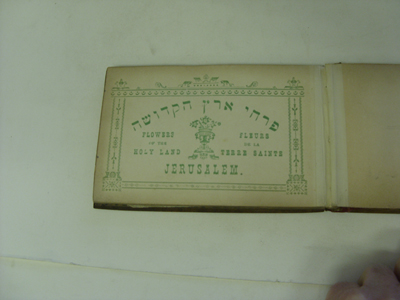 פרחי ארץ הקדושה
FLOWERS FLEURS
OF THE DE LA
HOLY LAND TERRE SAINTE
JERUSALEM.